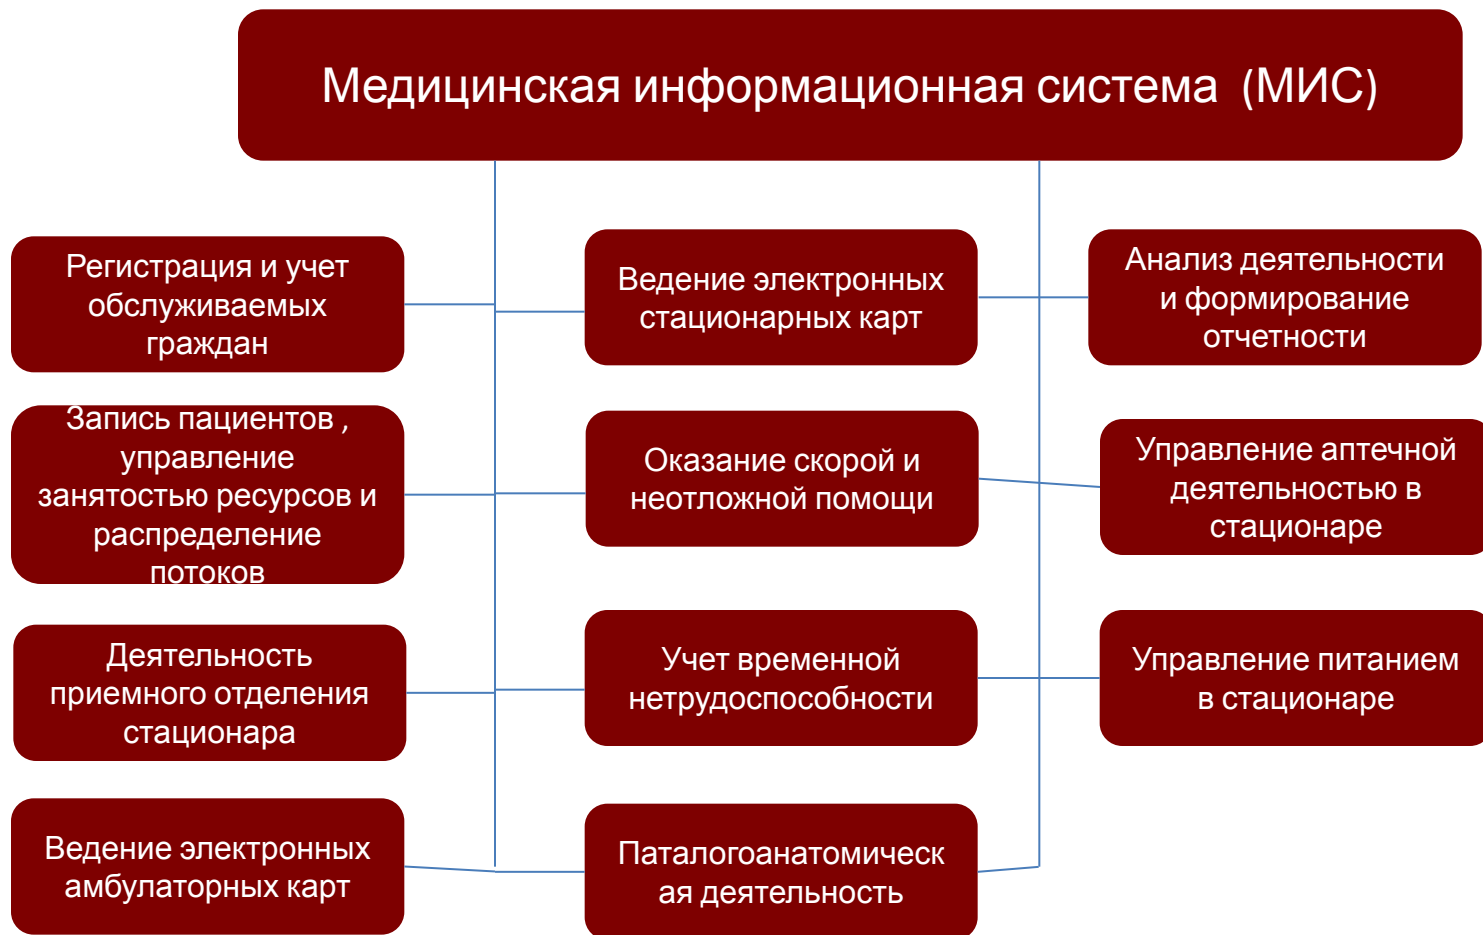 Медицинская информационная система (МИС)
Регистрация и учет
обслуживаемых
граждан
Ведение электронных
стационарных карт
Анализ деятельности
и формирование
отчетности
Запись пациентов ,
управление
занятостью ресурсов и
распределение
потоков
Оказание скорой и
неотложной помощи
Управление аптечной
деятельностью в
стационаре
Деятельность
приемного отделения
стационара
Учет временной
нетрудоспособности
Управление питанием
в стационаре
Ведение электронных
амбулаторных карт
Паталогоанатомическ
ая деятельность